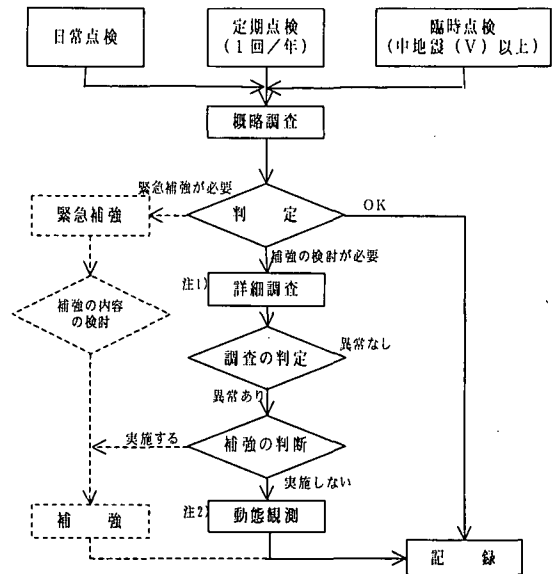 日常点検
定期点検
(1回/年)
臨時点検
(中地震(V)以上)
概略調査
緊急補強が必要
緊急補強
判 定
OK
補強の検討が必要
補強の内容
の検討
注1)
詳細調査
調査の判定
異常なし
異常あり
実施する
補強の判断
実施しない
補 強
注2)
動態観測
記 録